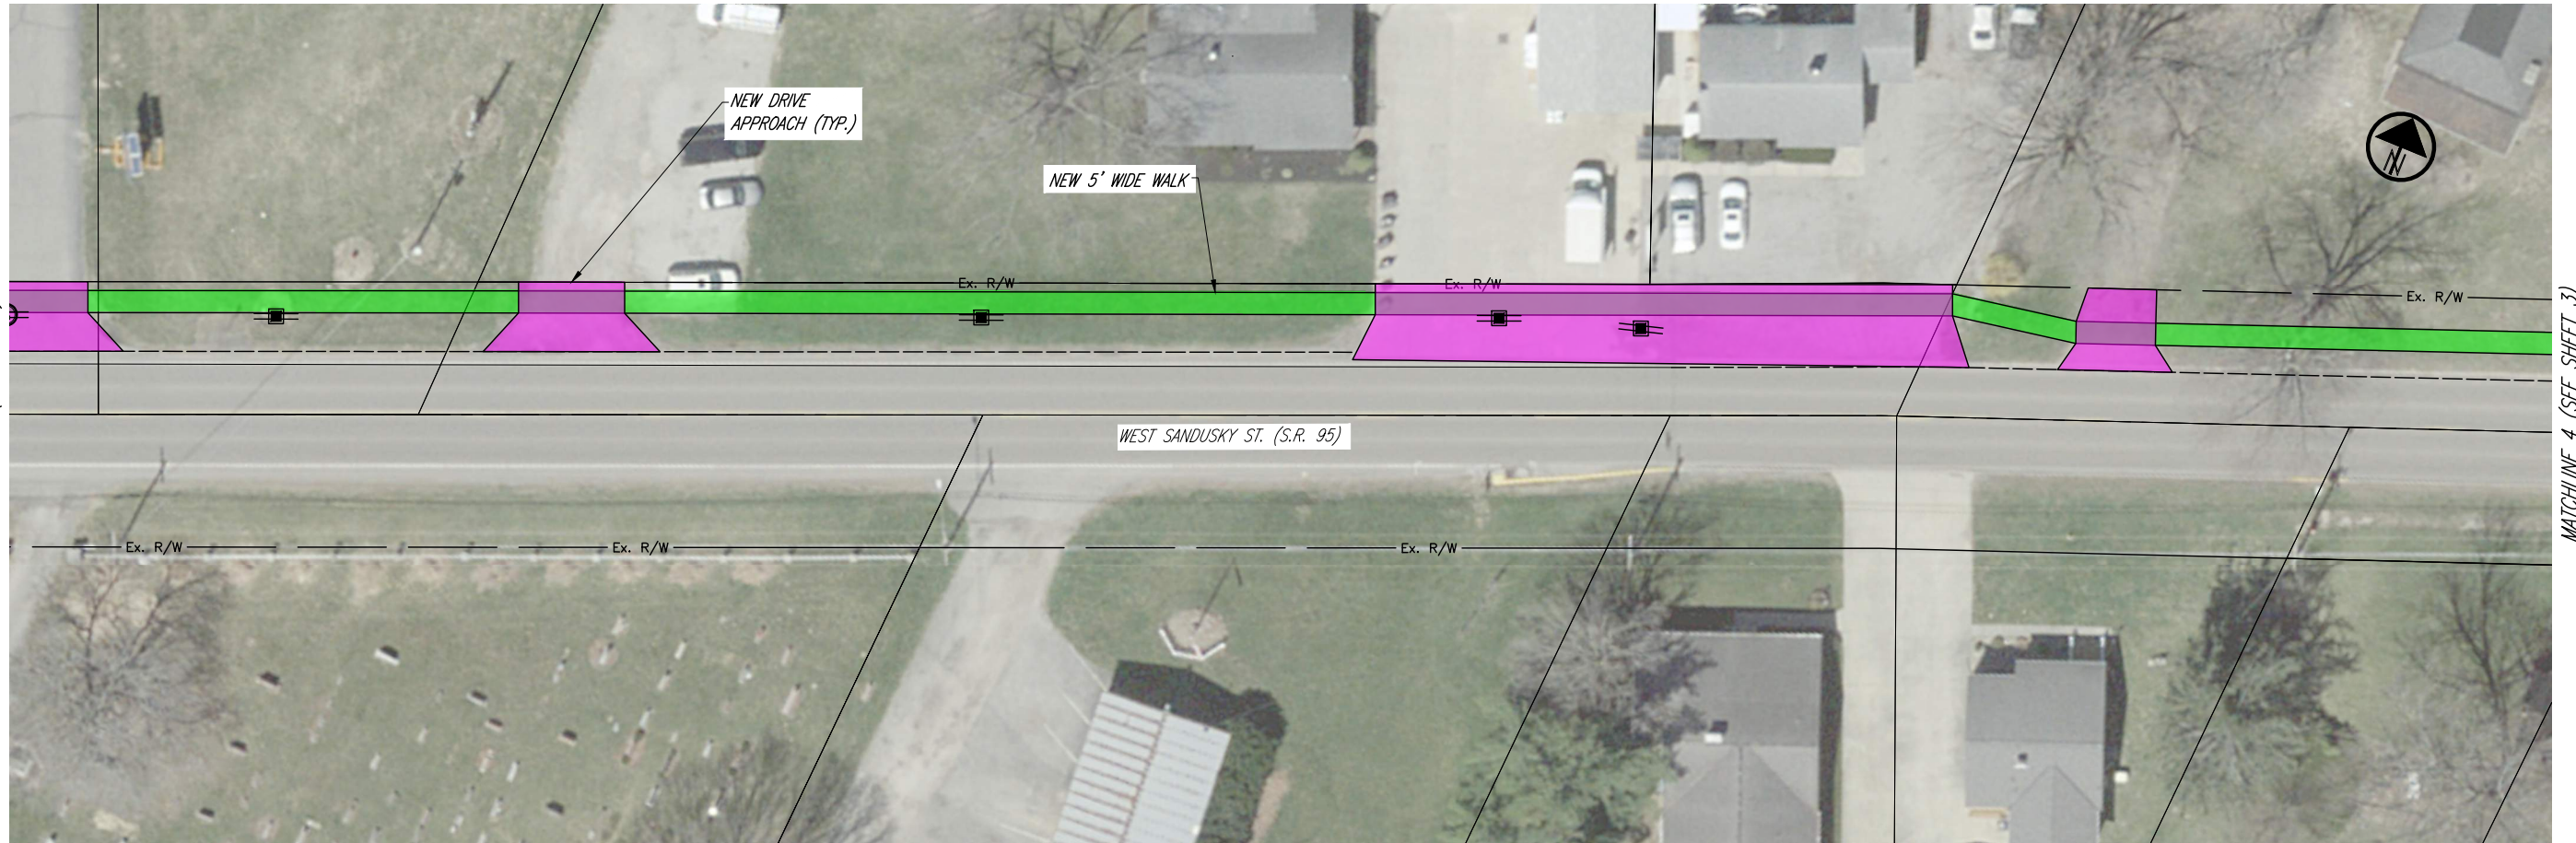 NEW DRIVE
APPROACH (TYP.)
NEW 5' WIDE WALK
N
Ex. R/W
Ex. R/W
Ex. R/W
WEST SANDUSKY ST. (S.R. 95)
Ex. R/W
Ex. R/W
Ex. R/W
MATCHLINE 4 (SEE SHEET 3)